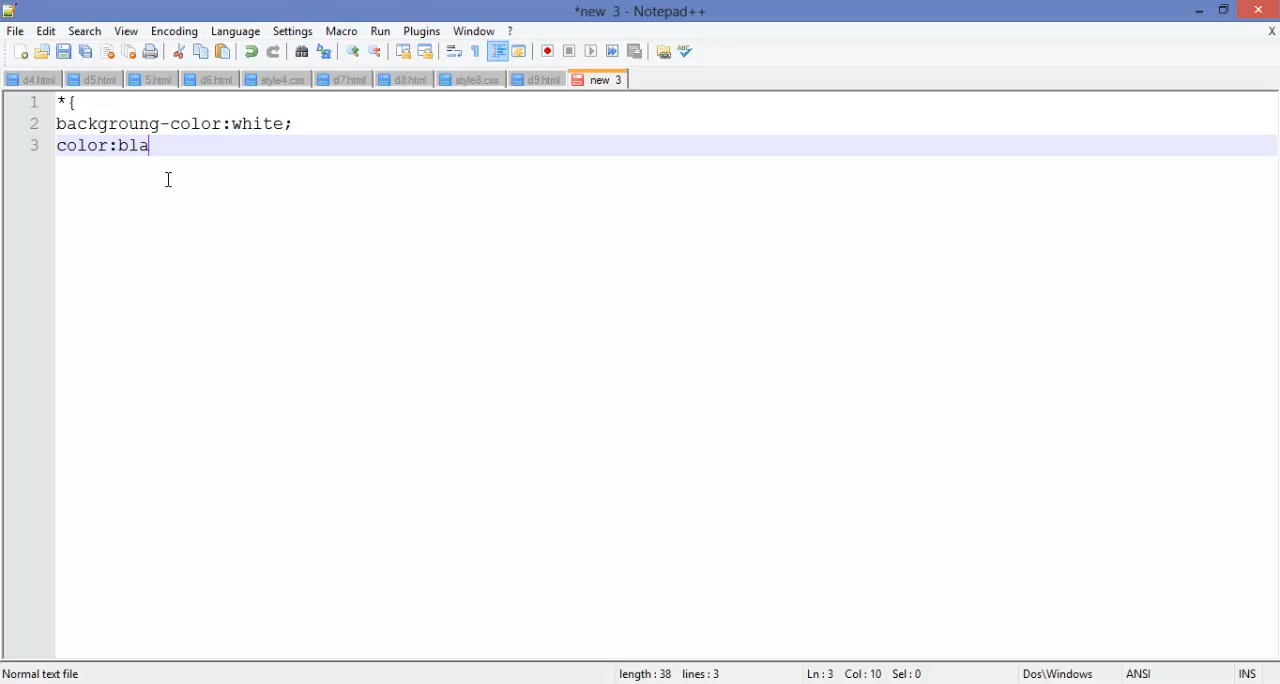 *new 3 - Notepad++
File Edit Search View Encoding Language Settings Macro Run Plugins Window ? X
d4.html d5.html 5.html d6.html style4.css d7.html d8.html style8.css d9.html new 3
1 *{
2 backgroung-color:white;
3 color:bla
Normal text file length : 38 lines : 3 Ln : 3 Col : 10 Sel : 0 Dos\Windows ANSI INS